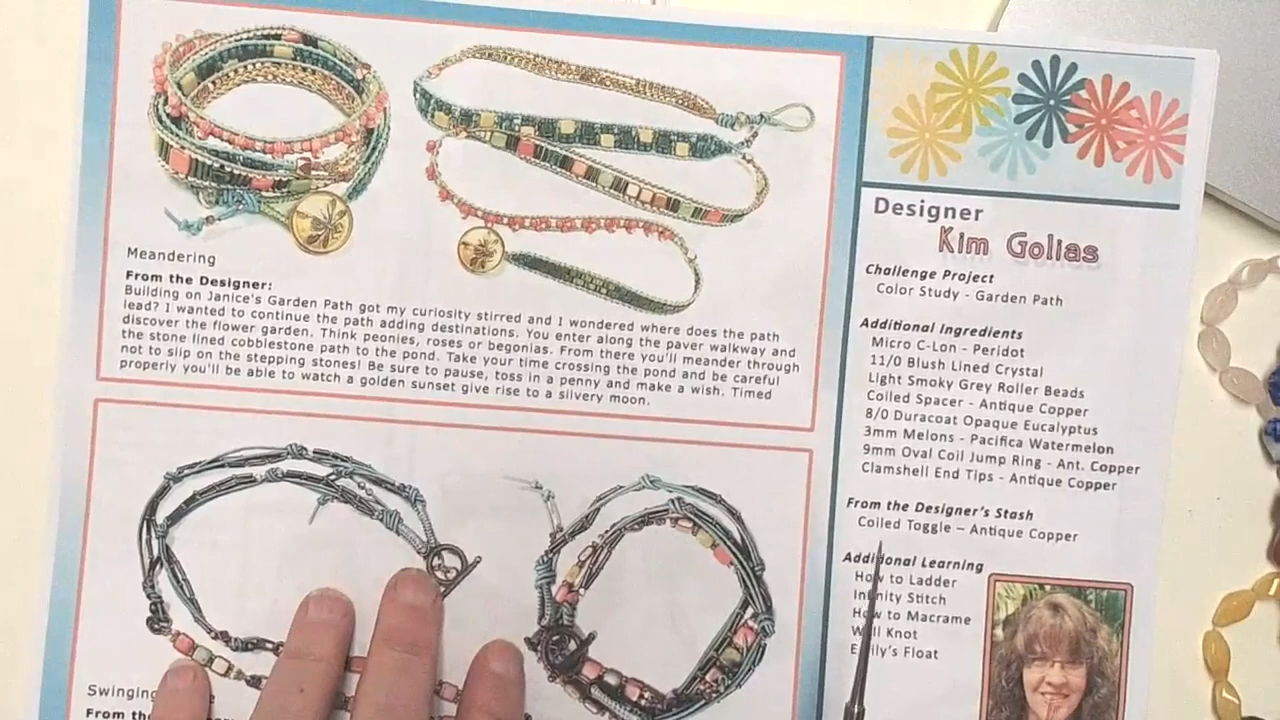 Meandering
From the Designer:
Building on Janice's Garden Path got my curiosity stirred and I wondered where does the path
lead? I wanted to continue the path adding destinations. You enter along the paver walkway and
discover the flower garden. Think peonies, roses or begonias. From there you'll meander through
the stone lined cobblestone path to the pond. Take your time crossing the pond and be careful
not to slip on the stepping stones! Be sure to pause, toss in a penny and make a wish. Timed
properly you'll be able to watch a golden sunset give rise to a silvery moon.
Swinging
From the
Designer
Kim Golias
Challenge Project
Color Study - Garden Path
Additional Ingredients
Micro C-Lon - Peridot
11/0 Blush Lined Crystal
Light Smoky Grey Roller Beads
Coiled Spacer - Antique Copper
8/0 Duracoat Opaque Eucalyptus
3mm Melons - Pacifica Watermelon
9mm Oval Coil Jump Ring - Ant. Copper
Clamshell End Tips - Antique Copper
From the Designer's Stash
Coiled Toggle – Antique Copper
Additional Learning
How to Ladder
Infinity Stitch
How to Macrame
Wall Knot
Emily's Float